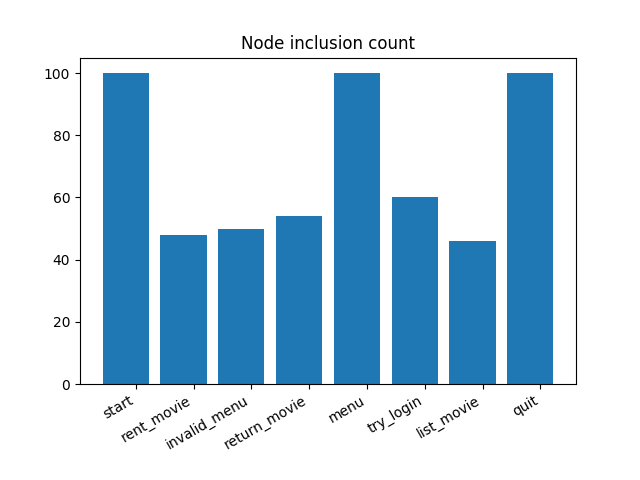 Node inclusion count
100
80
60
40
20
0
start
rent_movie
invalid_menu
return_movie
menu
try_login
list_movie
quit